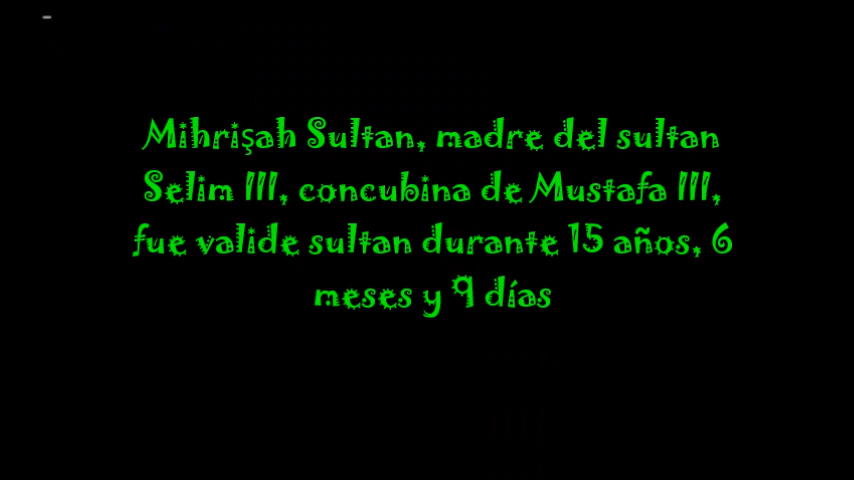 Mihrişah Sultan, madre del sultan
Selim III, concubina de Mustafa III,
fue valide sultan durante 15 años, 6
meses y 9 días